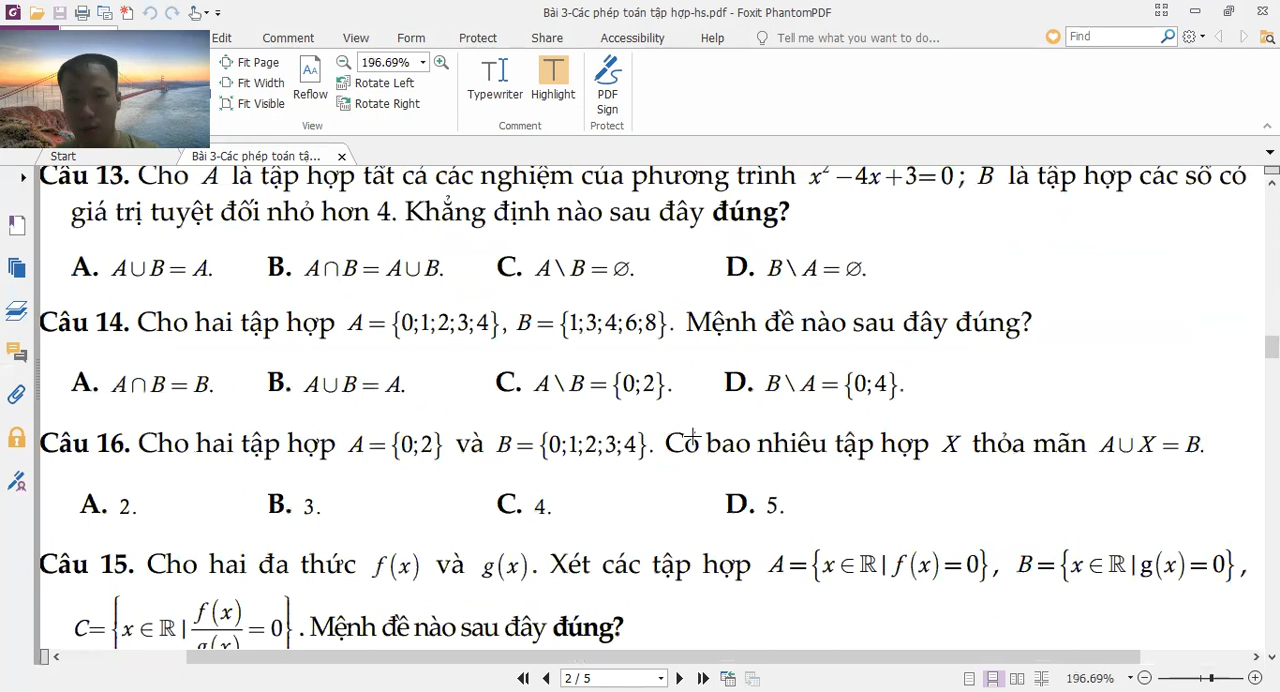 Bài 3-Các phép toán tập hợp-hs.pdf - Foxit PhantomPDF
Edit Comment View Form Protect Share Accessibility Help Tell me what you want to do... Find
Fit Page
Fit Width
Fit Visible
Reflow
196.69%
Rotate Left
Rotate Right
View
Typewriter Highlight
Comment
PDF Sign
Protect
Start Bài 3-Các phép toán tậ...
Câu 13. Cho A là tập hợp tất cả các nghiệm của phương trình x² −4x+3=0; B là tập hợp các số có
giá trị tuyệt đối nhỏ hơn 4. Khẳng định nào sau đây đúng?
A. A∪B=A. B. A∩B=A∪B. C. A\B=∅. D. B\A=∅.
Câu 14. Cho hai tập hợp A={0;1;2;3;4}, B={1;3;4;6;8}. Mệnh đề nào sau đây đúng?
A. A∩B=B. B. A∪B=A. C. A\B={0;2}. D. B\A={0;4}.
Câu 16. Cho hai tập hợp A={0;2} và B={0;1;2;3;4}. Có bao nhiêu tập hợp X thỏa mãn A∪X=B.
A. 2. B. 3. C. 4. D. 5.
Câu 15. Cho hai đa thức f(x) và g(x). Xét các tập hợp A={x∈ℝ|f(x)=0}, B={x∈ℝ|g(x)=0},
C={x∈ℝ|f(x)/g(x)=0}. Mệnh đề nào sau đây đúng?
2 / 5 196.69%